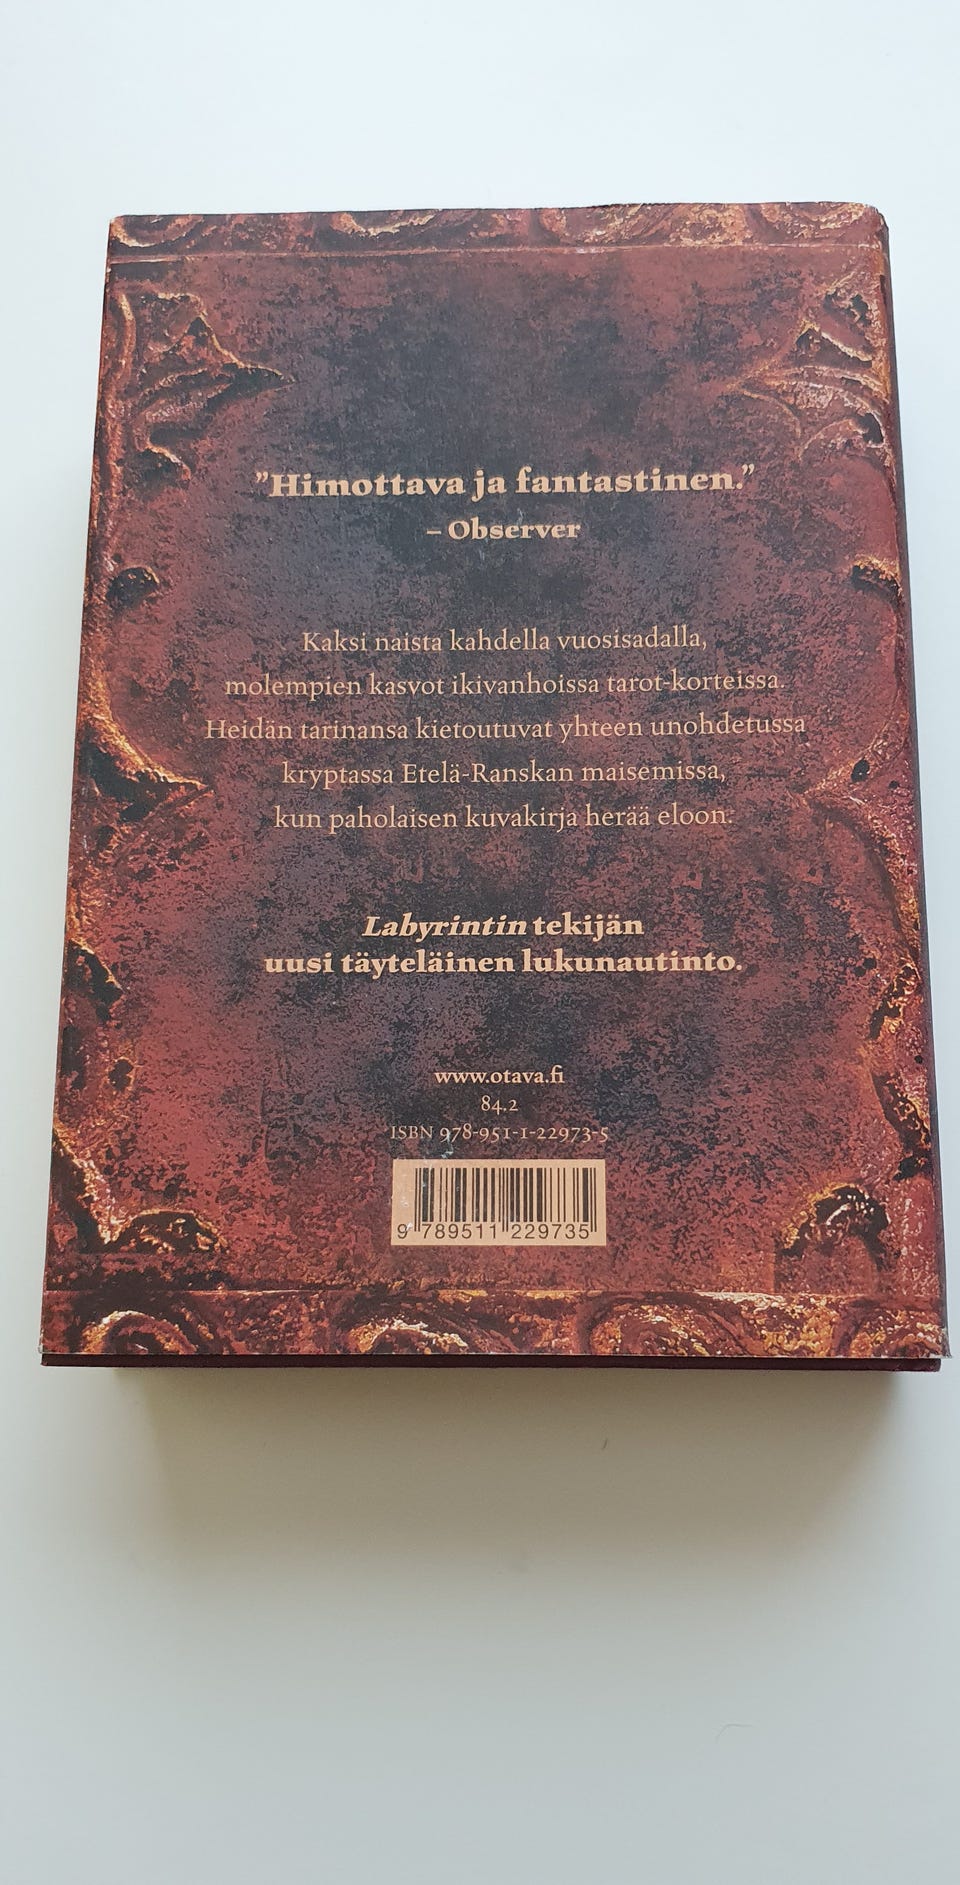 ”Himottava ja fantastinen.”
– Observer
Kaksi naista kahdella vuosisadalla,
molempien kasvot ikivanhoissa tarot-korteissa.
Heidän tarinansa kietoutuvat yhteen unohdetussa
kryptassa Etelä-Ranskan maisemissa,
kun paholaisen kuvakirja herää eloon.
Labyrintin tekijän
uusi täyteläinen lukunautinto.
www.otava.fi
84.2
ISBN 978-951-1-22973-5
9 789511 229735